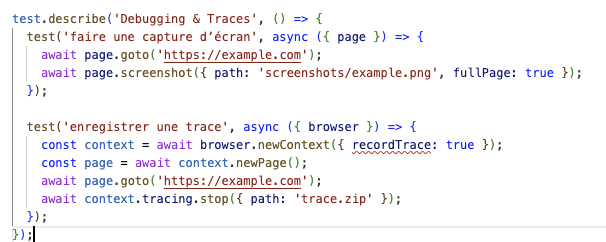 test.describe('Debugging & Traces', () => {
  test('faire une capture d’écran', async ({ page }) => {
    await page.goto('https://example.com');
    await page.screenshot({ path: 'screenshots/example.png', fullPage: true });
  });

  test('enregistrer une trace', async ({ browser }) => {
    const context = await browser.newContext({ recordTrace: true });
    const page = await context.newPage();
    await page.goto('https://example.com');
    await context.tracing.stop({ path: 'trace.zip' });
  });
});